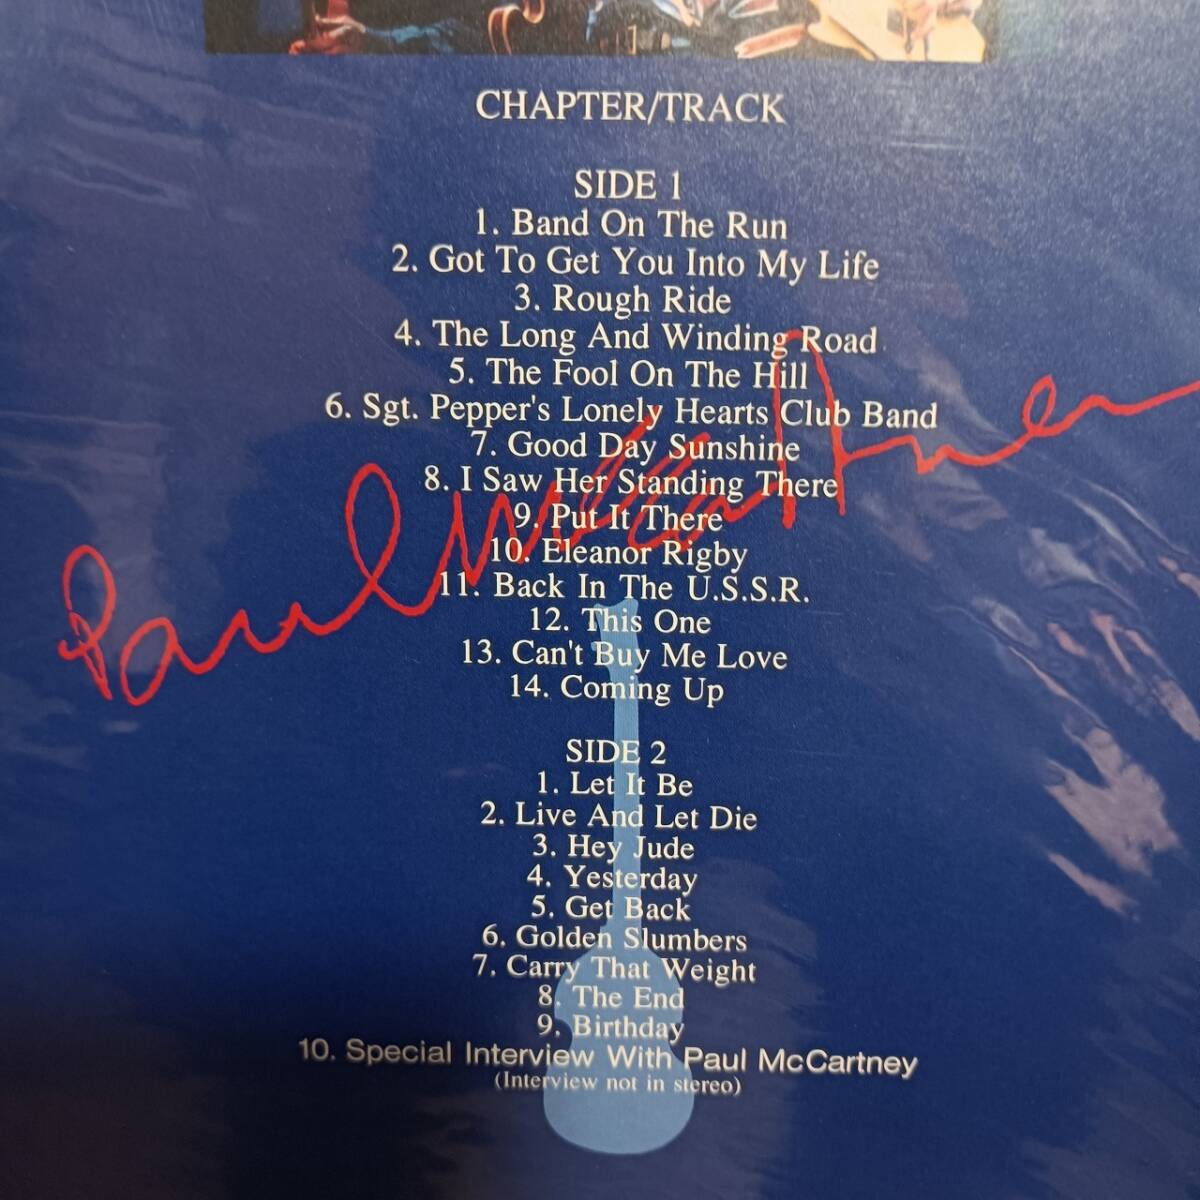 CHAPTER/TRACK
SIDE 1
1. Band On The Run
2. Got To Get You Into My Life
3. Rough Ride
4. The Long And Winding Road
5. The Fool On The Hill
6. Sgt. Pepper's Lonely Hearts Club Band
7. Good Day Sunshine
8. I Saw Her Standing There
9. Put It There
10. Eleanor Rigby
11. Back In The U.S.S.R.
12. This One
13. Can't Buy Me Love
14. Coming Up
Paul McCartney
SIDE 2
1. Let It Be
2. Live And Let Die
3. Hey Jude
4. Yesterday
5. Get Back
6. Golden Slumbers
7. Carry That Weight
8. The End
9. Birthday
10. Special Interview With Paul McCartney
(Interview not in stereo)